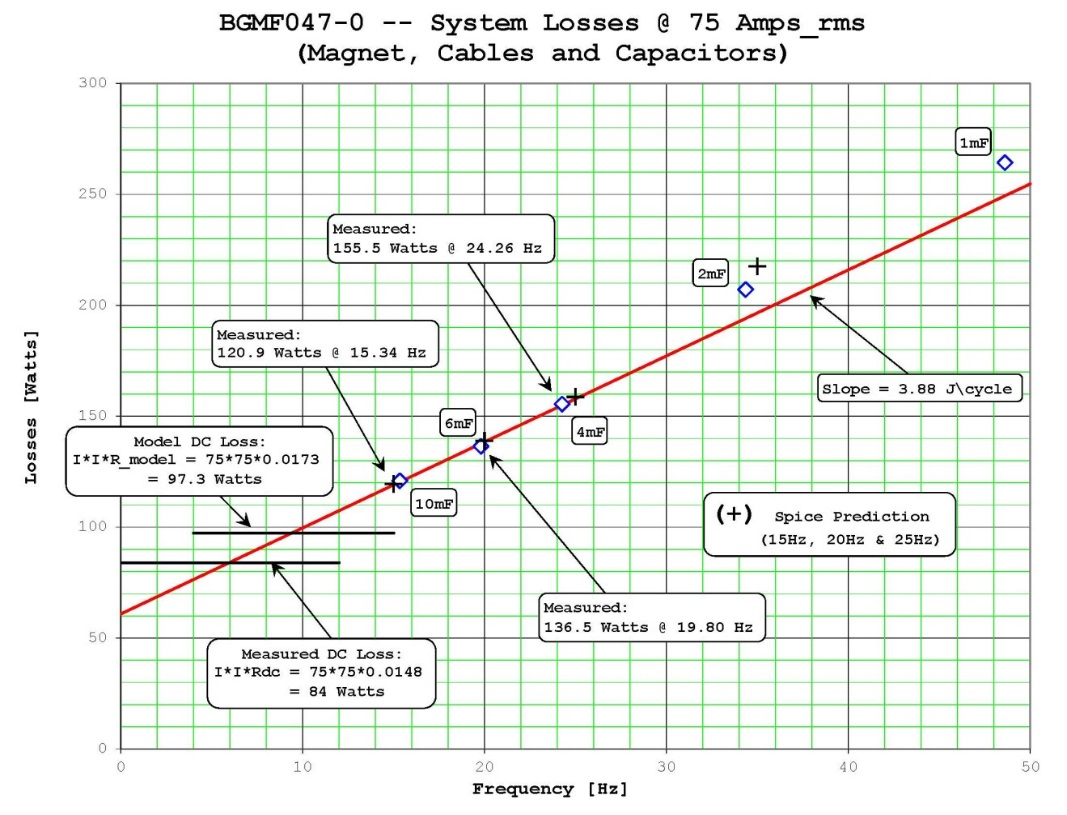 BGMF047-0 -- System Losses @ 75 Amps_rms
(Magnet, Cables and Capacitors)
300
250
200
150
100
50
0
Losses [Watts]
1mF
Measured:
155.5 Watts @ 24.26 Hz
2mF
Measured:
120.9 Watts @ 15.34 Hz
Slope = 3.88 J\cycle
6mF
4mF
Model DC Loss:
I*I*R_model = 75*75*0.0173
= 97.3 Watts
10mF
(+) Spice Prediction
(15Hz, 20Hz & 25Hz)
Measured:
136.5 Watts @ 19.80 Hz
Measured DC Loss:
I*I*Rdc = 75*75*0.0148
= 84 Watts
0 10 20 30 40 50
Frequency [Hz]